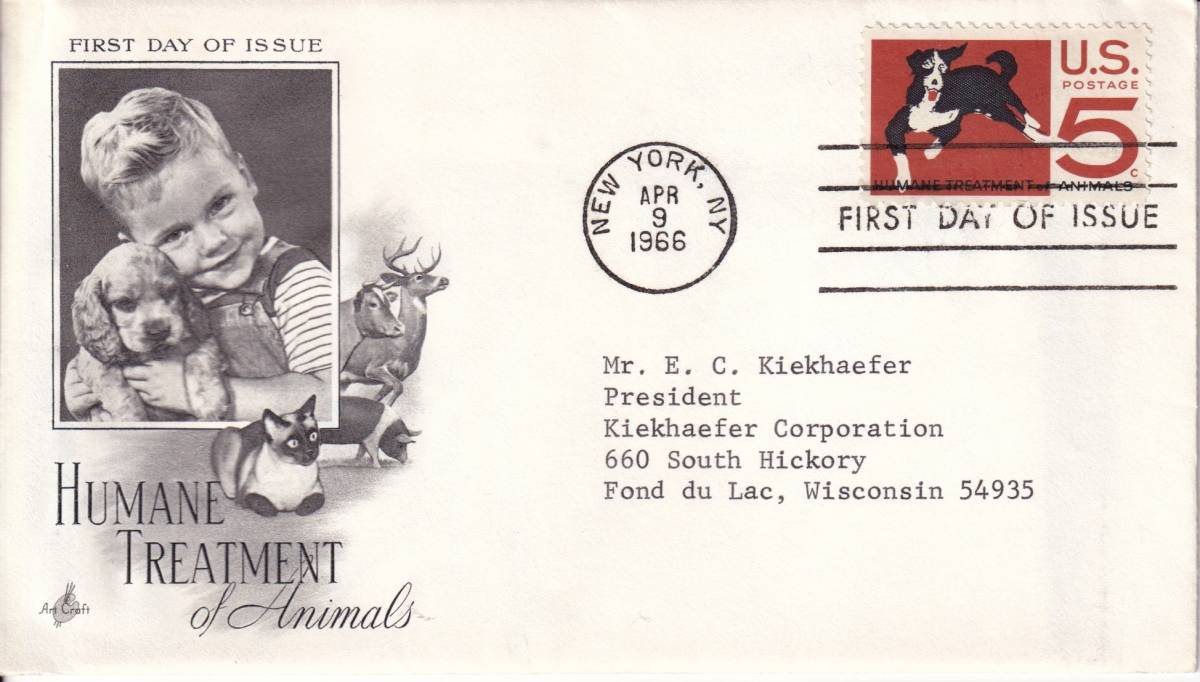 FIRST DAY OF ISSUE
HUMANE
TREATMENT
of Animals
Art Craft
NEW YORK, NY
APR
9
1966
U.S.
POSTAGE
5c
HUMANE TREATMENT of ANIMALS
FIRST DAY OF ISSUE
Mr. E. C. Kiekhaefer
President
Kiekhaefer Corporation
660 South Hickory
Fond du Lac, Wisconsin 54935